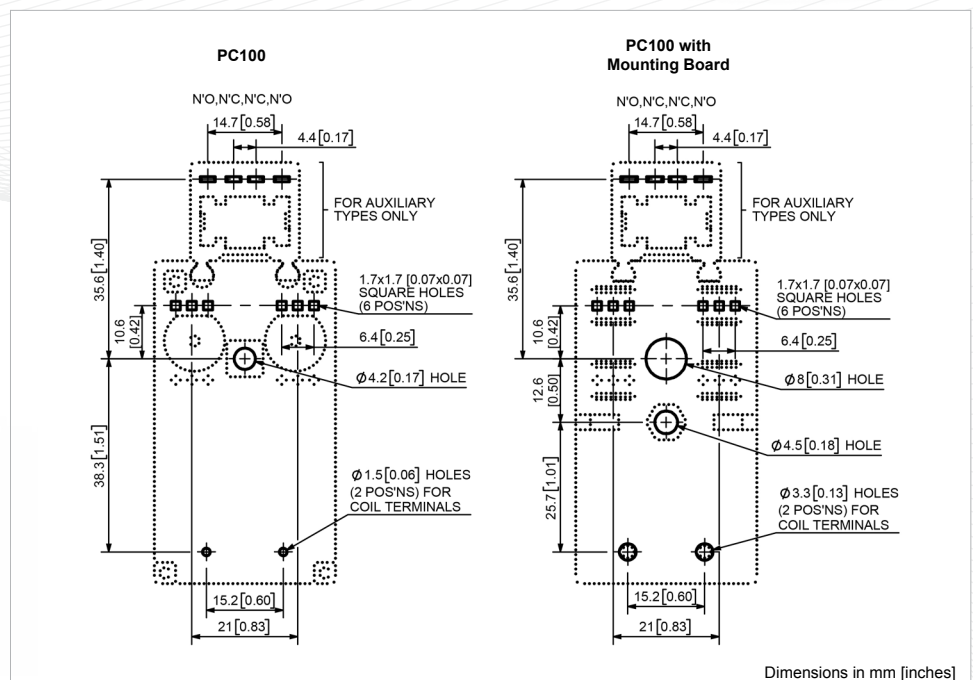 PC100
N'O,N'C,N'C,N'O
14.7[0.58]
4.4[0.17]
FOR AUXILIARY
TYPES ONLY
35.6[1.40]
1.7x1.7 [0.07x0.07]
SQUARE HOLES
(6 POS'NS)
10.6
[0.42]
6.4[0.25]
Ø4.2[0.17] HOLE
38.3[1.51]
Ø1.5[0.06] HOLES
(2 POS'NS) FOR
COIL TERMINALS
15.2[0.60]
21[0.83]
PC100 with
Mounting Board
N'O,N'C,N'C,N'O
14.7[0.58]
4.4[0.17]
FOR AUXILIARY
TYPES ONLY
35.6[1.40]
1.7x1.7 [0.07x0.07]
SQUARE HOLES
(6 POS'NS)
10.6
[0.42]
6.4[0.25]
Ø8[0.31] HOLE
12.6
[0.50]
Ø4.5[0.18] HOLE
25.7[1.01]
Ø3.3[0.13] HOLES
(2 POS'NS) FOR
COIL TERMINALS
15.2[0.60]
21[0.83]
Dimensions in mm [inches]